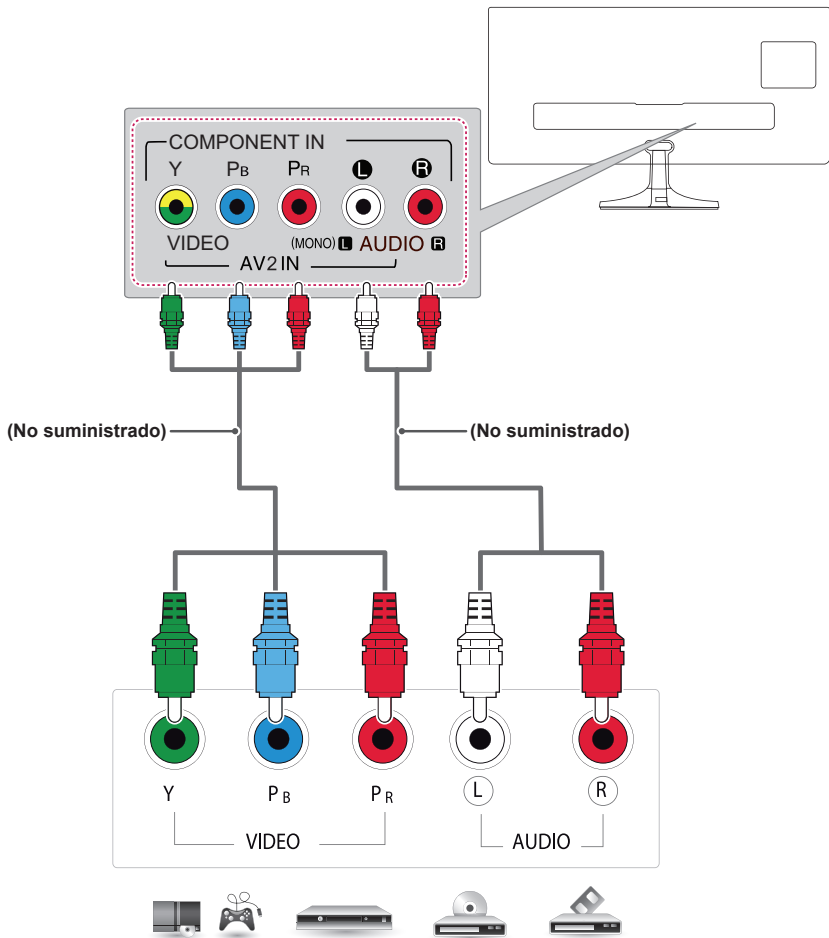 COMPONENT IN
Y PB PR L R
VIDEO (MONO) L AUDIO R
AV2 IN
(No suministrado) (No suministrado)
Y PB PR L R
VIDEO AUDIO